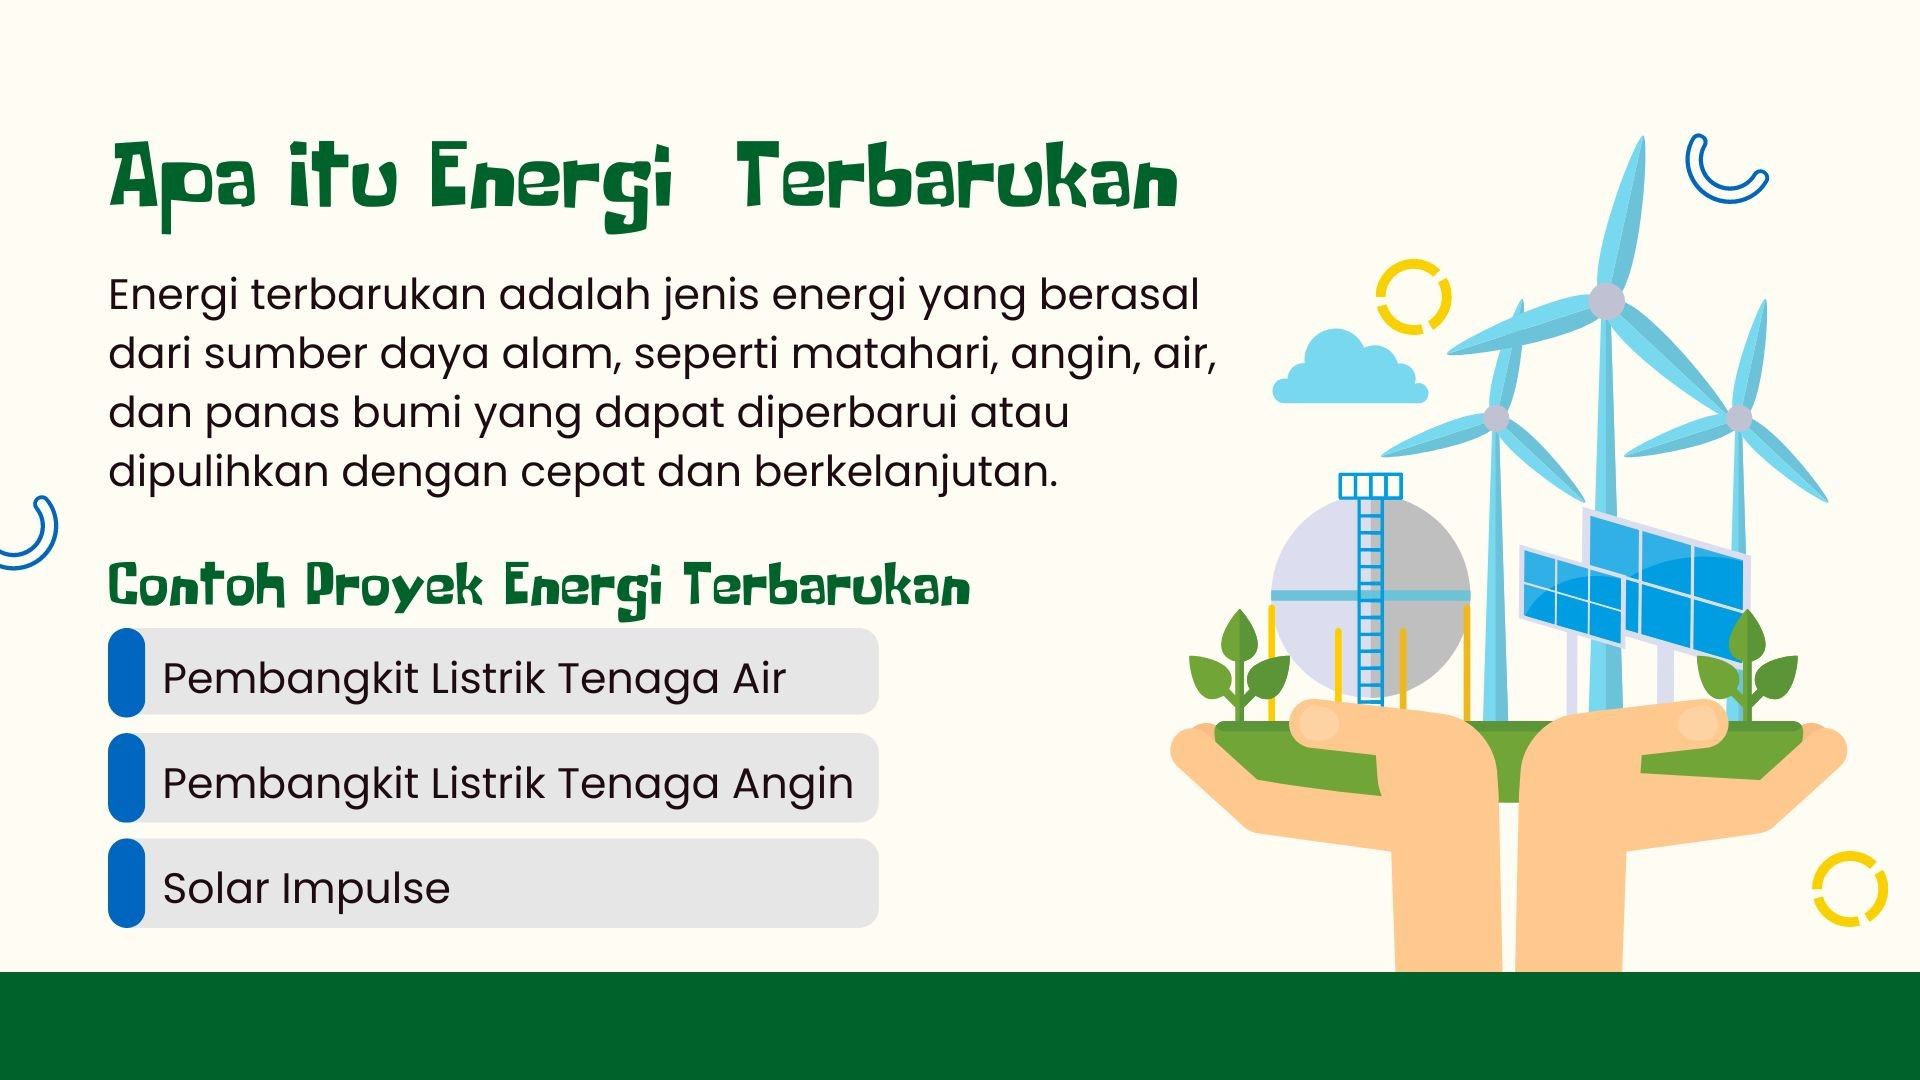 Apa itu Energi Terbarukan
Energi terbarukan adalah jenis energi yang berasal
dari sumber daya alam, seperti matahari, angin, air,
dan panas bumi yang dapat diperbarui atau
dipulihkan dengan cepat dan berkelanjutan.
Contoh Proyek Energi Terbarukan
Pembangkit Listrik Tenaga Air
Pembangkit Listrik Tenaga Angin
Solar Impulse